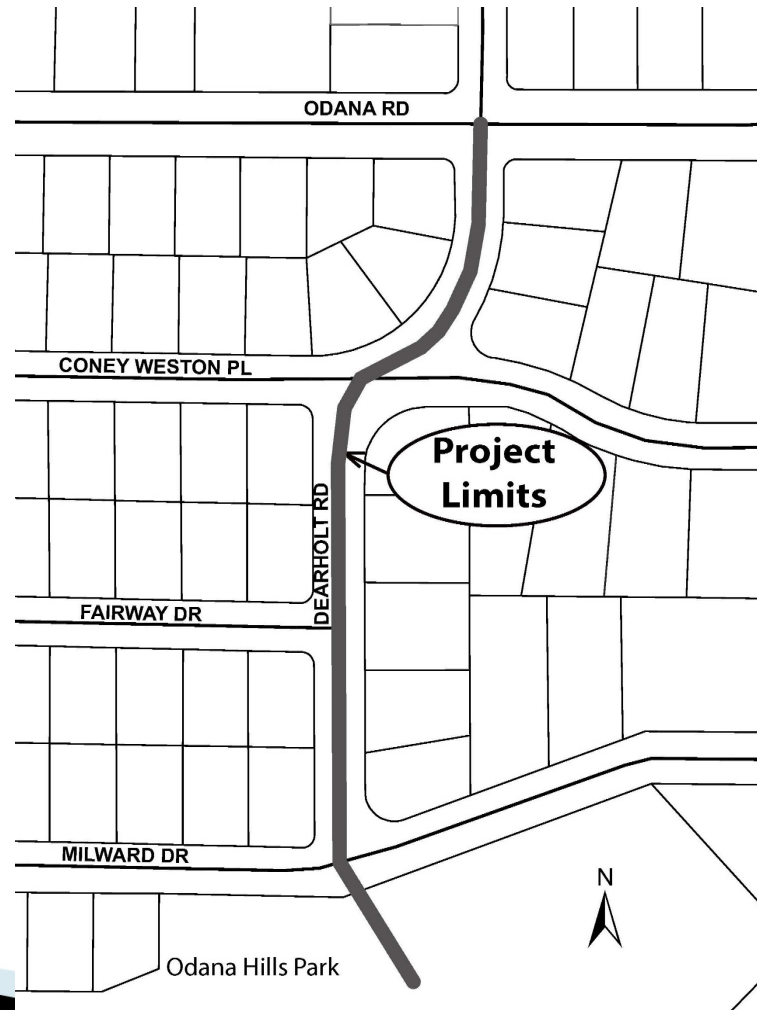 ODANA RD
CONEY WESTON PL
Project
Limits
DEARHOLT RD
FAIRWAY DR
MILWARD DR
N
Odana Hills Park